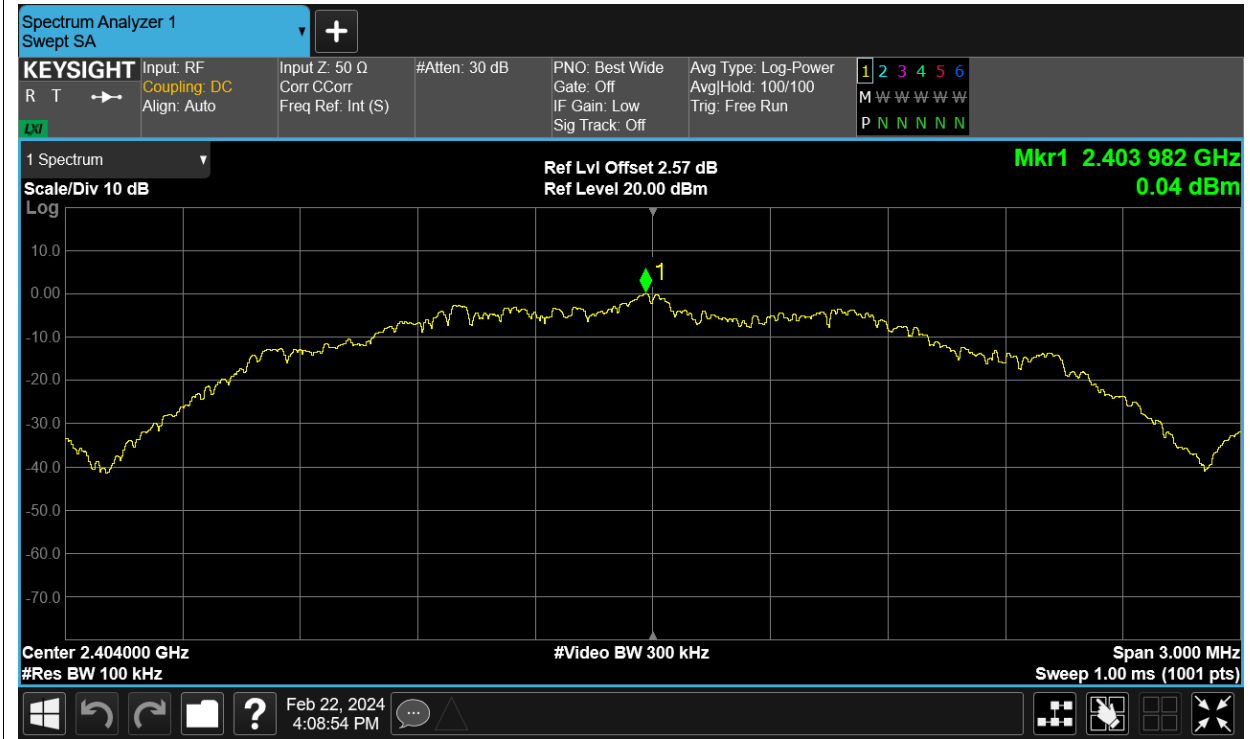 Spectrum Analyzer 1
Swept SA
+
KEYSIGHT
R T
LXI
Input: RF
Coupling: DC
Align: Auto
Input Z: 50 Ω
Corr CCorr
Freq Ref: Int (S)
#Atten: 30 dB
PNO: Best Wide
Gate: Off
IF Gain: Low
Sig Track: Off
Avg Type: Log-Power
Avg|Hold: 100/100
Trig: Free Run
1 2 3 4 5 6
M W W W W W W
P N N N N N N
1 Spectrum
Scale/Div 10 dB
Log
Ref Lvl Offset 2.57 dB
Ref Level 20.00 dBm
Mkr1 2.403 982 GHz
0.04 dBm
10.0
0.00
-10.0
-20.0
-30.0
-40.0
-50.0
-60.0
-70.0
1
Center 2.404000 GHz
#Res BW 100 kHz
#Video BW 300 kHz
Span 3.000 MHz
Sweep 1.00 ms (1001 pts)
?
Feb 22, 2024
4:08:54 PM